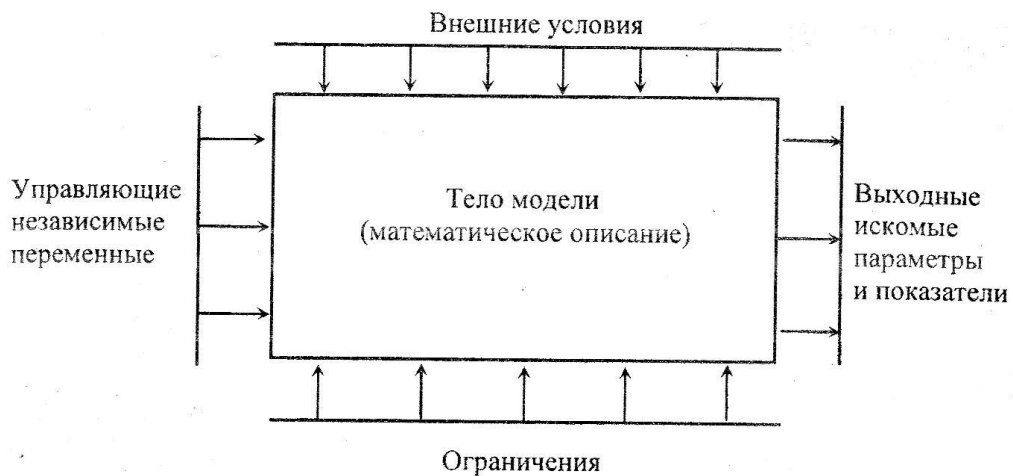 Внешние условия
Управляющие
независимые
переменные
Тело модели
(математическое описание)
Выходные
искомые
параметры
и показатели
Ограничения